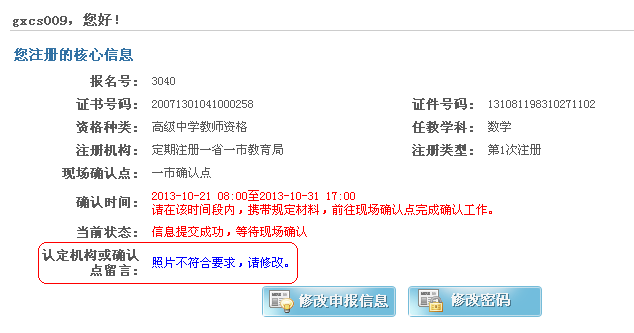 gxcs009，您好！
您注册的核心信息
报名号： 3040
证书号码： 20071301041000258 证件号码： 131081198310271102
资格种类： 高级中学教师资格 任教学科： 数学
注册机构： 定期注册一省一市教育局 注册类型： 第1次注册
现场确认点： 一市确认点
确认时间： 2013-10-21 08:00至2013-10-31 17:00
请在该时间段内，携带规定材料，前往现场确认点完成确认工作。
当前状态： 信息提交成功，等待现场确认
认定机构或确认
点留言： 照片不符合要求，请修改。
修改申报信息 修改密码